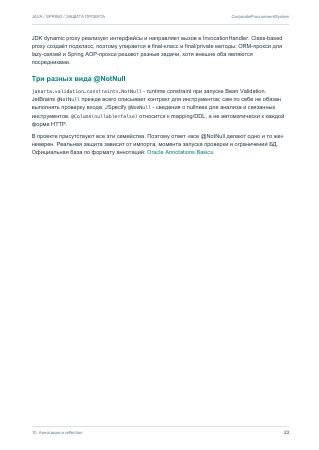 JAVA / SPRING / ЗАЩИТА ПРОЕКТА
CorporateProcurementSystem
JDK dynamic proxy реализует интерфейсы и направляет вызов в InvocationHandler. Class-based
proxy создаёт подкласс, поэтому упирается в final-класс и final/private методы. ORM-прокси для
lazy-связей и Spring AOP-прокси решают разные задачи, хотя внешне оба являются
посредниками.
Три разных вида @NotNull
jakarta.validation.constraints.NotNull - runtime constraint при запуске Bean Validation.
JetBrains @NotNull прежде всего описывает контракт для инструментов; сам по себе не обязан
выполнять проверку входа. JSpecify @NonNull - сведения о nullness для анализа и связанных
инструментов. @Column(nullable=false) относится к mapping/DDL, а не автоматически к каждой
форме HTTP.
В проекте присутствуют все эти семейства. Поэтому ответ «все @NotNull делают одно и то же»
неверен. Реальная защита зависит от импорта, момента запуска проверки и ограничений БД.
Официальная база по формату аннотаций: Oracle Annotations Basics.
10. Аннотации и reflection
23